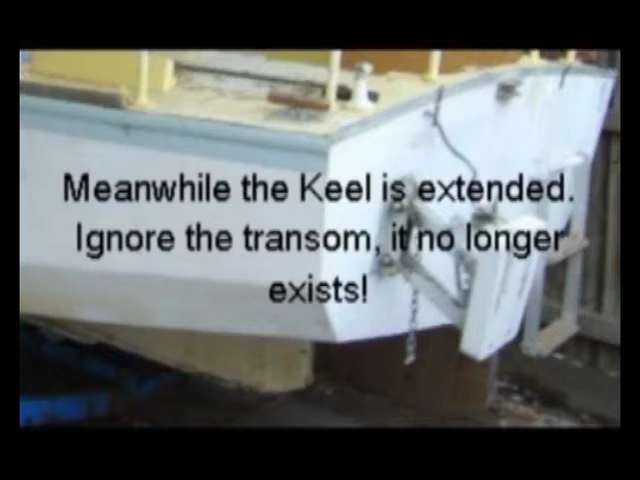 Meanwhile the Keel is extended.
Ignore the transom, it no longer
exists!